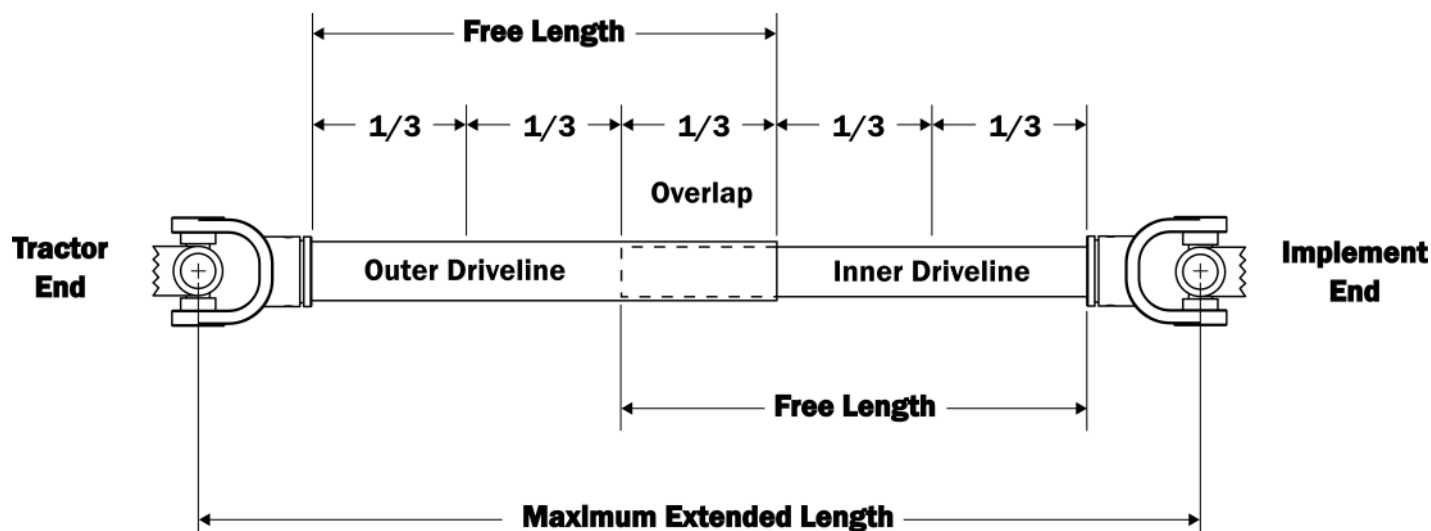 Free Length
1/3 1/3 1/3 1/3 1/3
Overlap
Tractor
End
Outer Driveline
Inner Driveline
Implement
End
Free Length
Maximum Extended Length